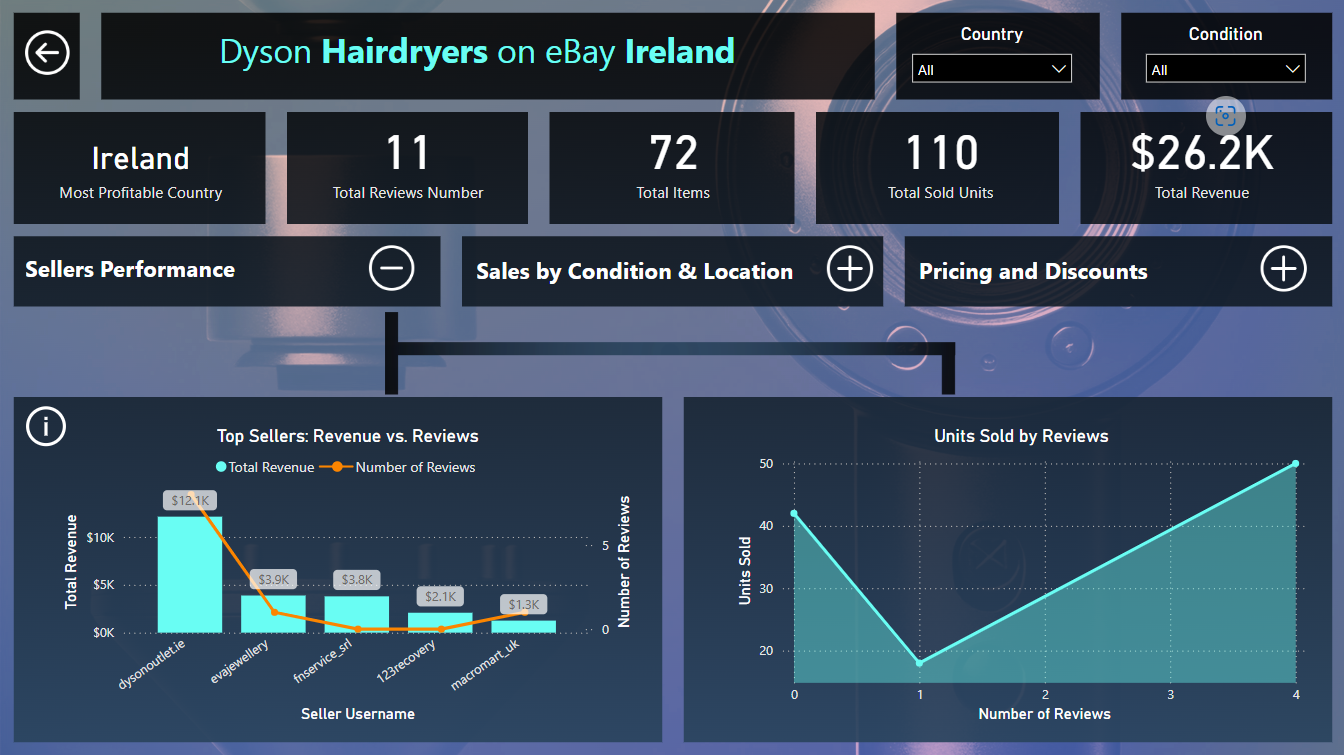 Dyson Hairdryers on eBay Ireland
Country
All
Condition
All
Ireland
Most Profitable Country
11
Total Reviews Number
72
Total Items
110
Total Sold Units
$26.2K
Total Revenue
Sellers Performance
Sales by Condition & Location
Pricing and Discounts
i
Top Sellers: Revenue vs. Reviews
Total Revenue
Number of Reviews
Total Revenue
$10K
$5K
$0K
$12.1K
$3.9K
$3.8K
$2.1K
$1.3K
5
0
Number of Reviews
dysonoutlet.ie
evajewellery
fnservice_srl
123recovery
macromart_uk
Seller Username
Units Sold by Reviews
Units Sold
50
40
30
20
0
1
2
3
4
Number of Reviews